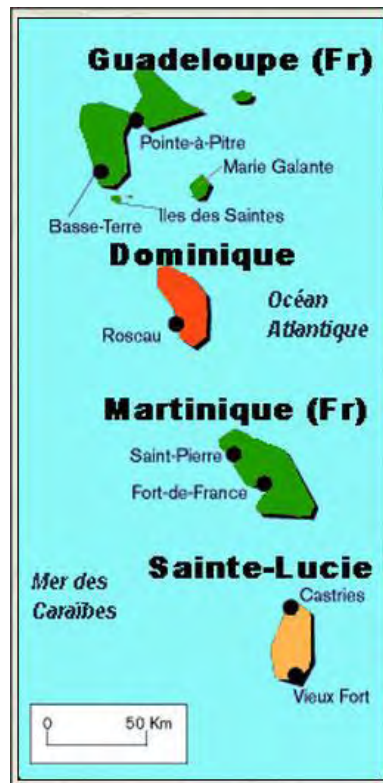 Guadeloupe (Fr)
Pointe-à-Pitre
Marie Galante
Basse-Terre
Iles des Saintes
Dominique
Océan
Atlantique
Roseau
Martinique (Fr)
Saint-Pierre
Fort-de-France
Sainte-Lucie
Mer des
Caraïbes
Castries
Vieux Fort
0 50 Km